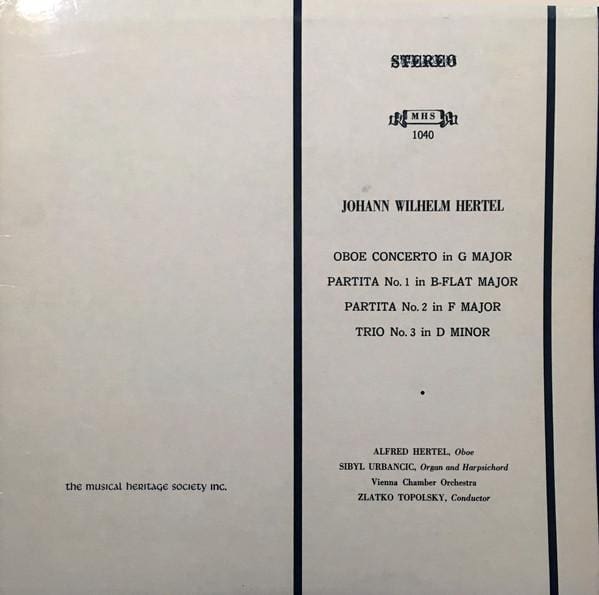 STEREO
MHS
1040
JOHANN WILHELM HERTEL
OBOE CONCERTO in G MAJOR
PARTITA No. 1 in B-FLAT MAJOR
PARTITA No. 2 in F MAJOR
TRIO No. 3 in D MINOR
ALFRED HERTEL, Oboe
SIBYL URBANCIC, Organ and Harpsichord
Vienna Chamber Orchestra
ZLATKO TOPOLSKY, Conductor
the musical heritage society inc.